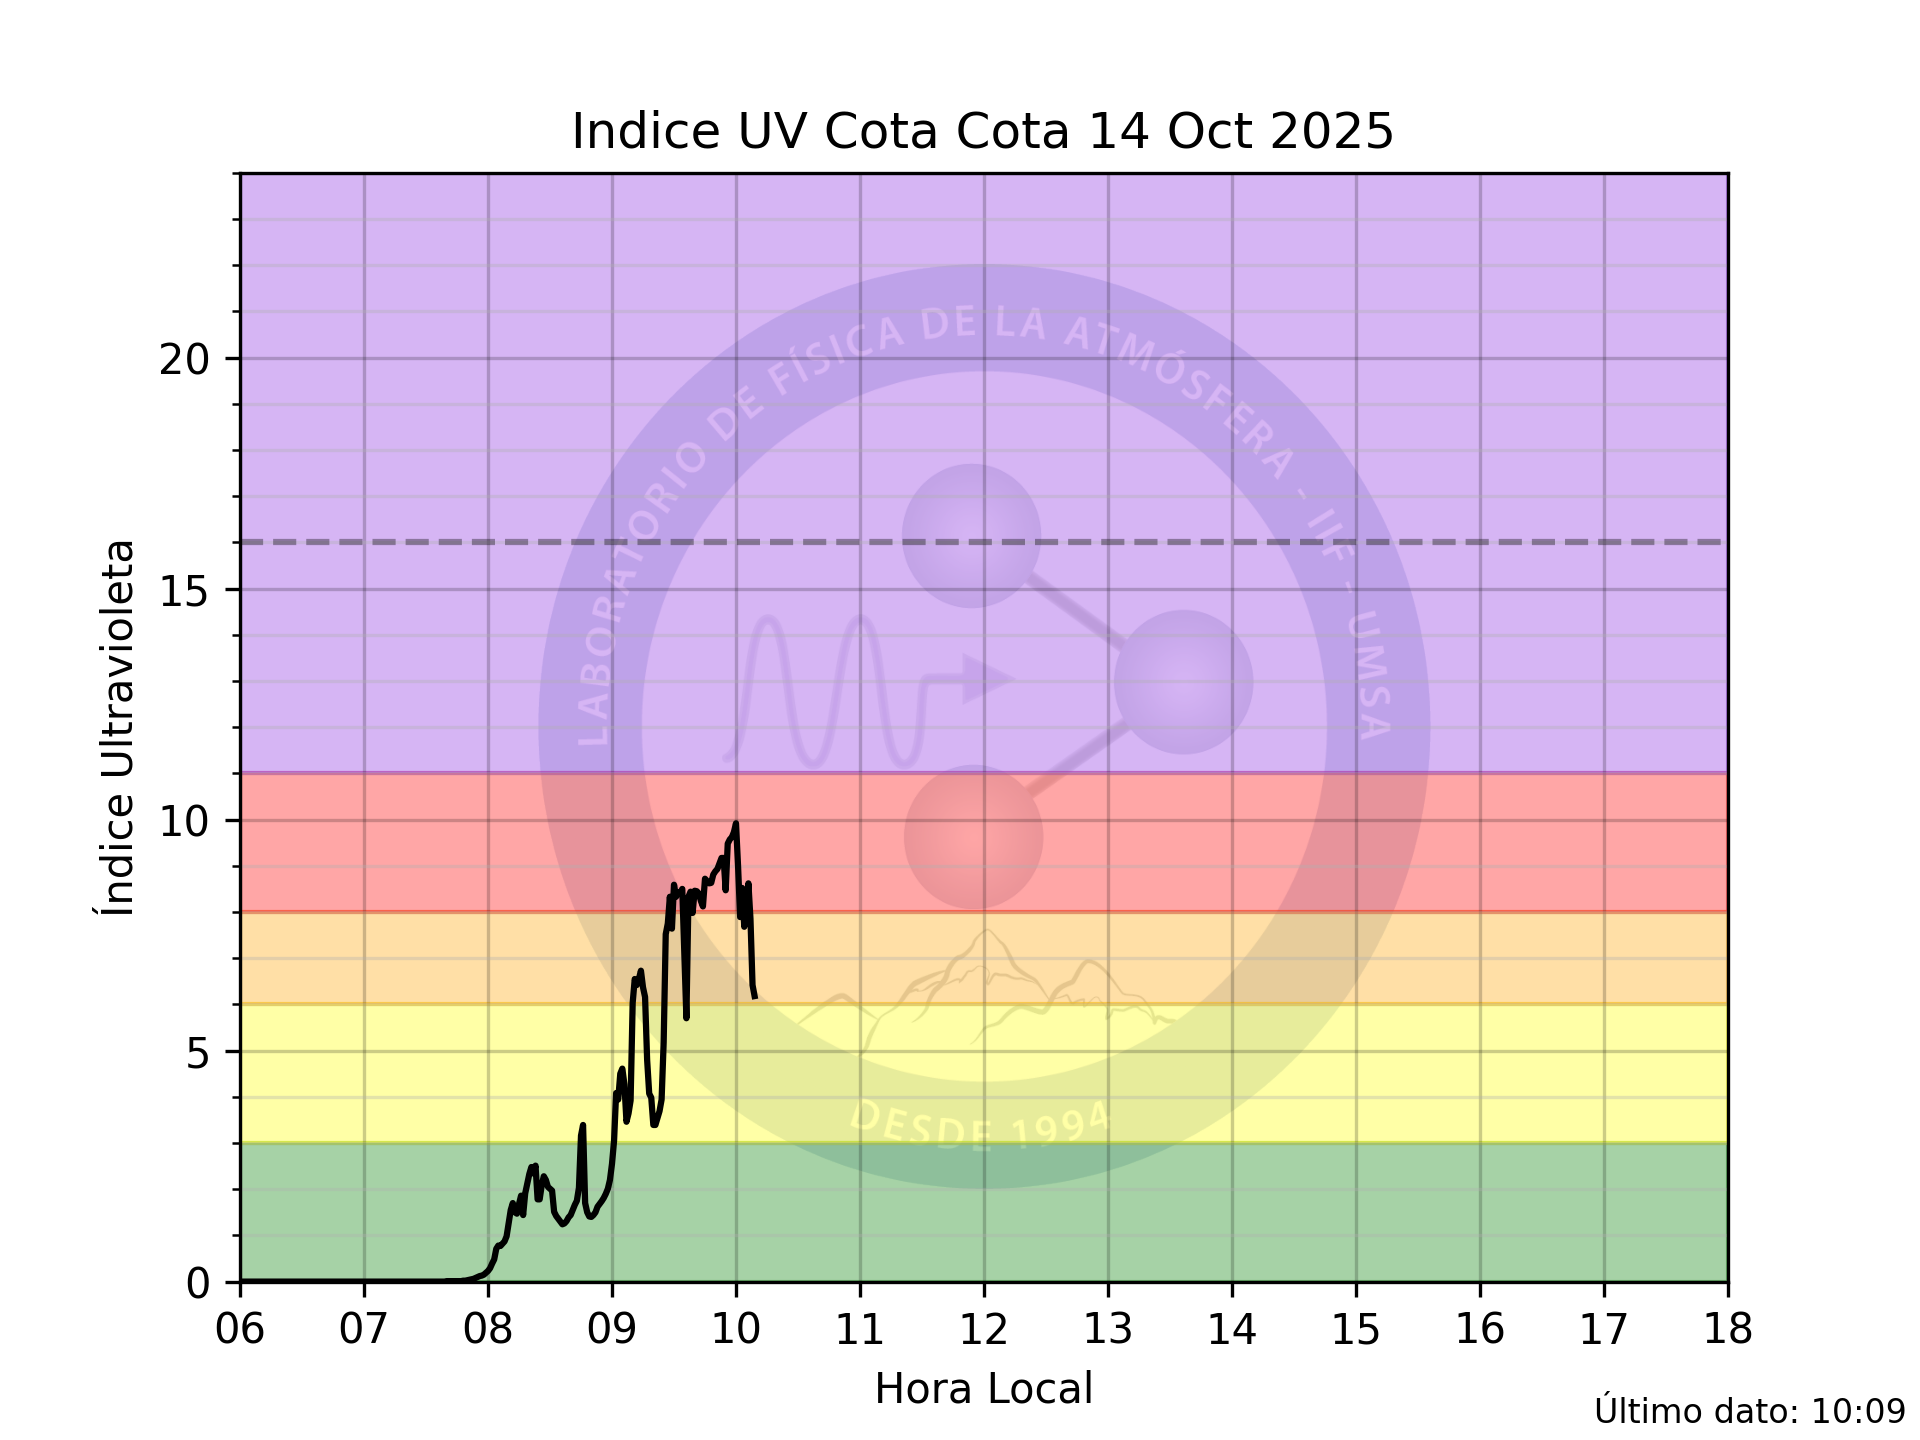 Indice UV Cota Cota 14 Oct 2025
LABORATORIO DE FÍSICA DE LA ATMÓSFERA - IIF - UMSA
DESDE 1994
Índice Ultravioleta
20
15
10
5
0
06 07 08 09 10 11 12 13 14 15 16 17 18
Hora Local
Último dato: 10:09